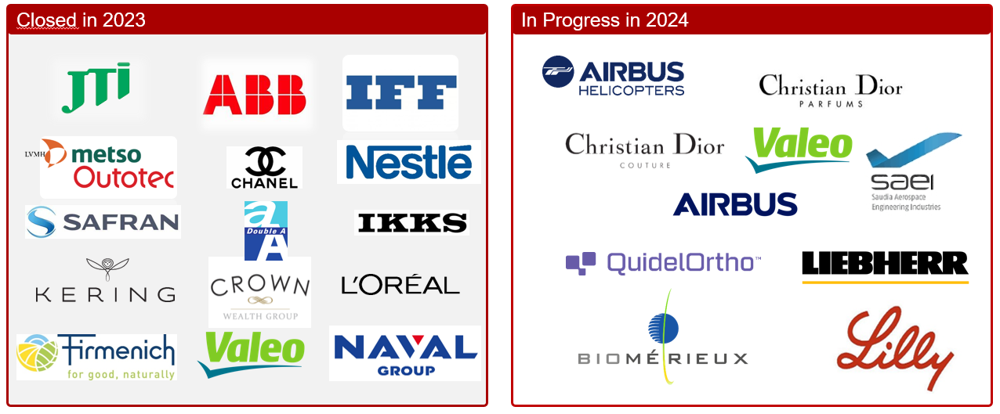 Closed in 2023
JTi
ABB
IFF
LVMH
metso
Outotec
CHANEL
Nestlé
SAFRAN
a
Double A
A
IKKS
KERING
CROWN
WEALTH GROUP
L'ORÉAL
Firmenich
for good, naturally
Valeo
NAVAL
GROUP
In Progress in 2024
AIRBUS
HELICOPTERS
Christian Dior
PARFUMS
Christian Dior
COUTURE
Valeo
saei
Saudia Aerospace
Engineering Industries
AIRBUS
QuidelOrtho™
LIEBHERR
BIOMÉRIEUX
Lilly